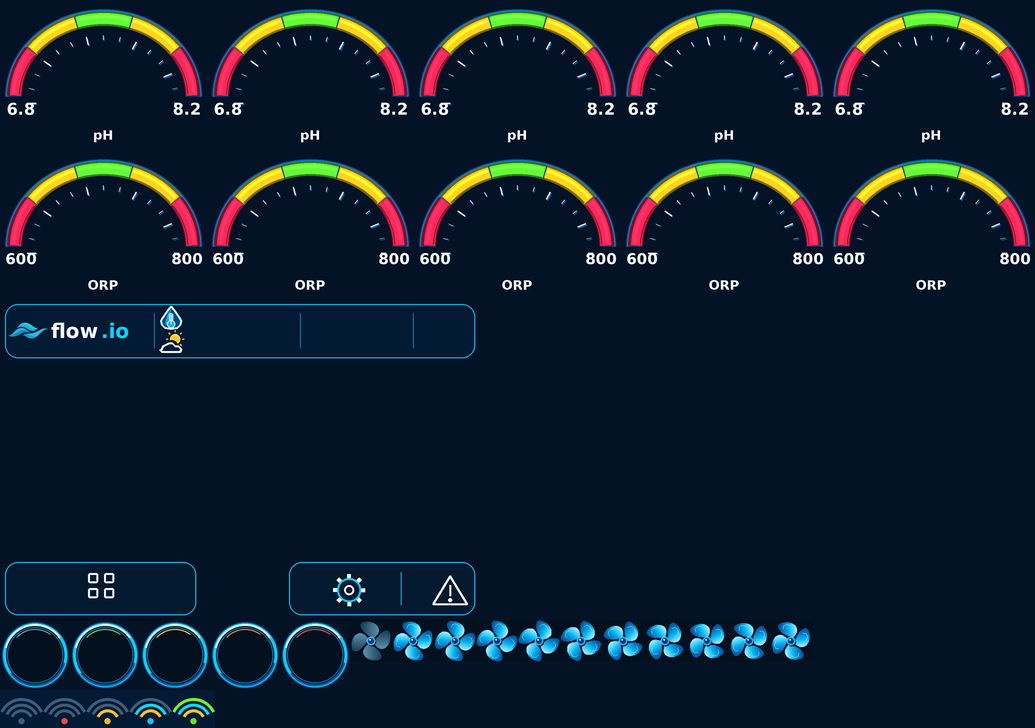 6.8 8.2 6.8 8.2 6.8 8.2 6.8 8.2 6.8 8.2
pH pH pH pH pH
600 800 600 800 600 800 600 800 600 800
ORP ORP ORP ORP ORP
flow.io